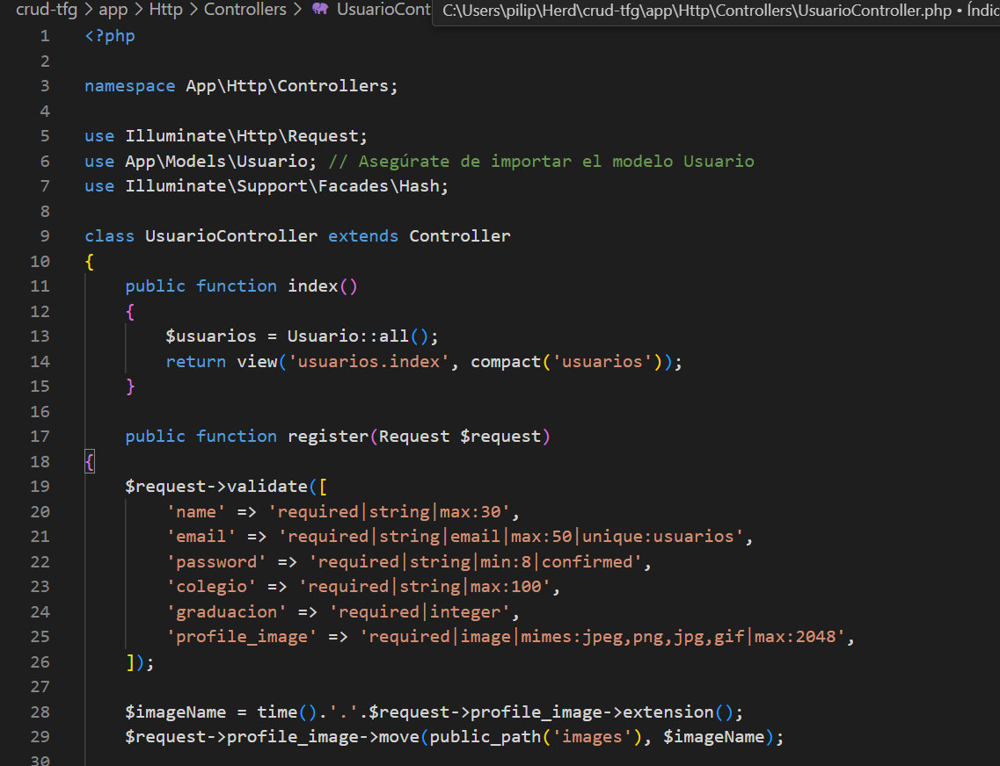 crud-tfg > app > Http > Controllers > UsuarioCont
C:\Users\pilip\Herd\crud-tfg\app\Http\Controllers\UsuarioController.php • Índic
1 <?php
2
3 namespace App\Http\Controllers;
4
5 use Illuminate\Http\Request;
6 use App\Models\Usuario; // Asegúrate de importar el modelo Usuario
7 use Illuminate\Support\Facades\Hash;
8
9 class UsuarioController extends Controller
10 {
11     public function index()
12     {
13         $usuarios = Usuario::all();
14         return view('usuarios.index', compact('usuarios'));
15     }
16
17     public function register(Request $request)
18 {
19     $request->validate([
20         'name' => 'required|string|max:30',
21         'email' => 'required|string|email|max:50|unique:usuarios',
22         'password' => 'required|string|min:8|confirmed',
23         'colegio' => 'required|string|max:100',
24         'graduacion' => 'required|integer',
25         'profile_image' => 'required|image|mimes:jpeg,png,jpg,gif|max:2048',
26     ]);
27
28     $imageName = time().'.'.$request->profile_image->extension();
29     $request->profile_image->move(public_path('images'), $imageName);
30